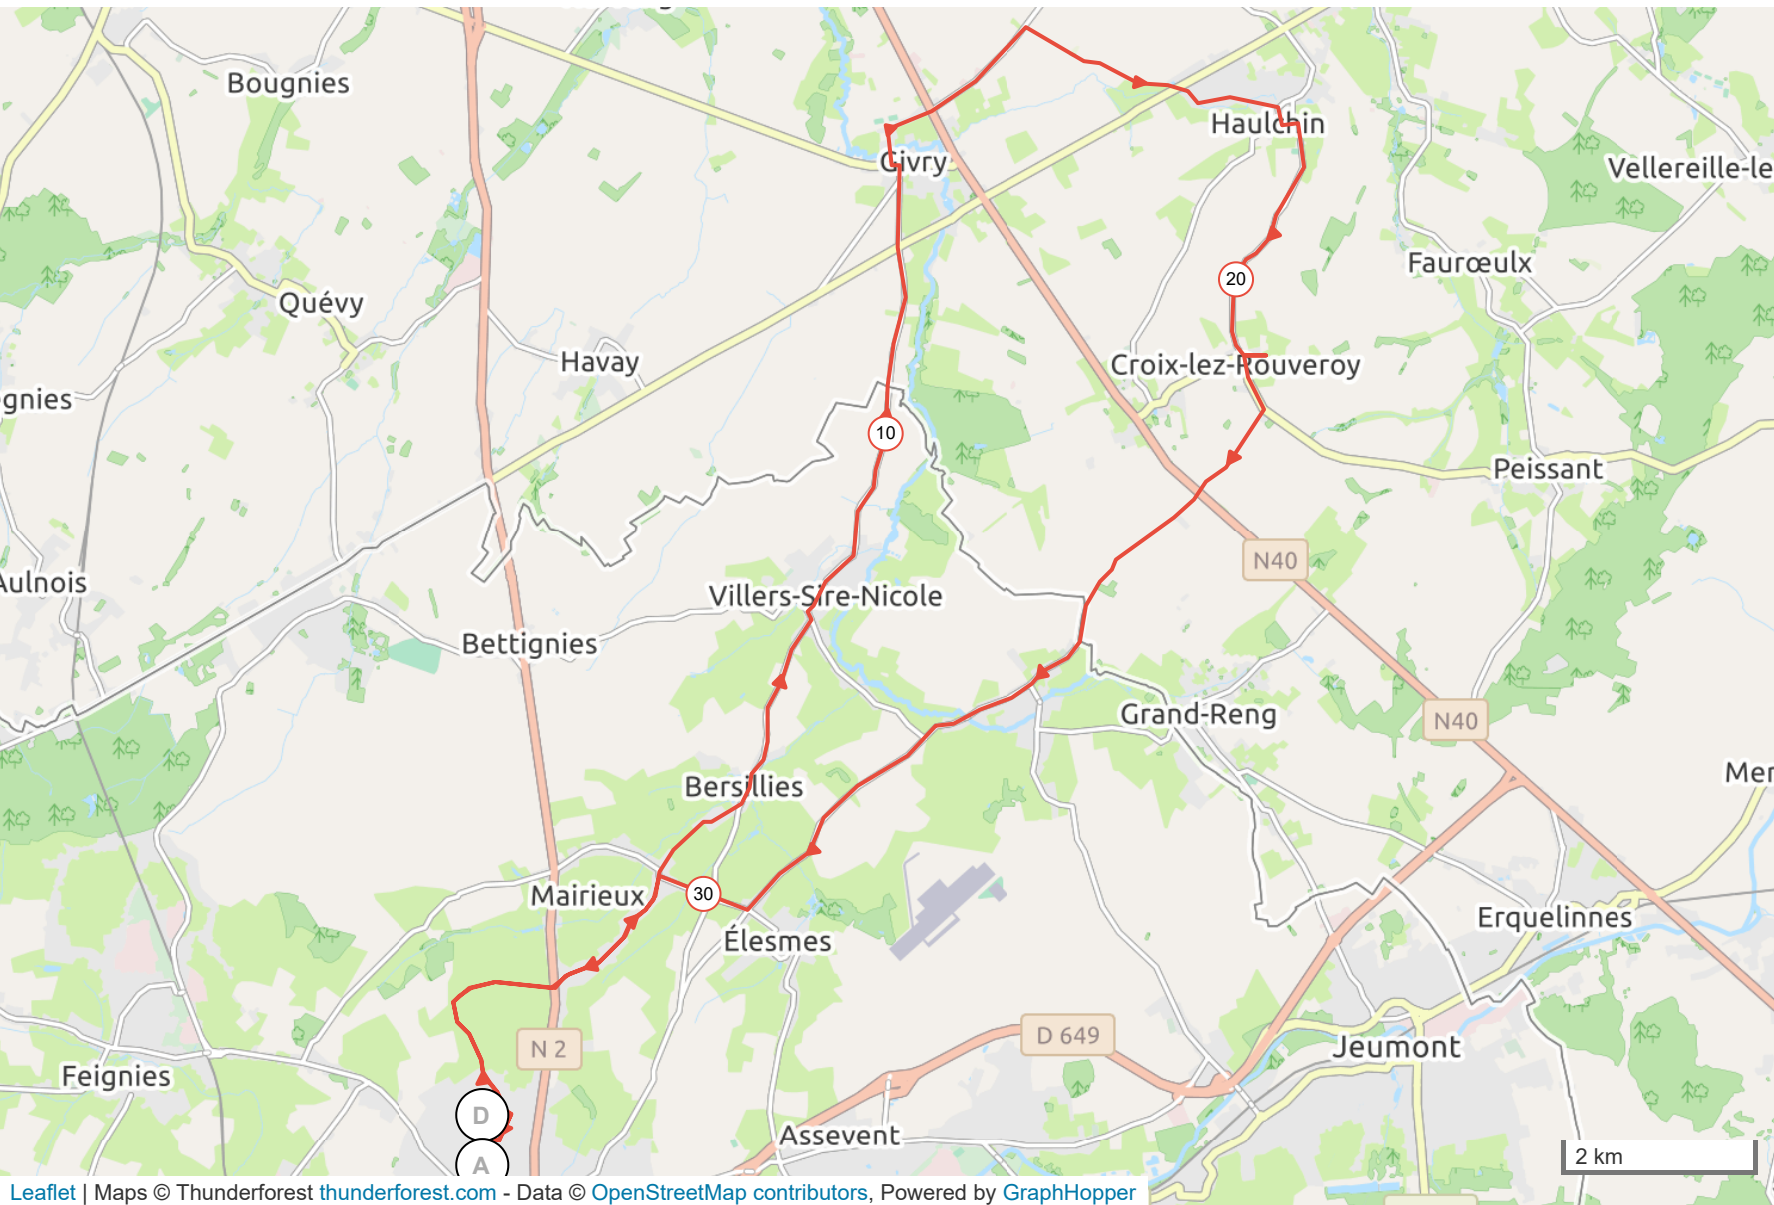 Bougnies
Haulchin
Givry
Vellereille-le
Faurœulx
20
Quévy
Havay
Croix-lez-Rouveroy
gnies
10
Peissant
N40
Aulnois
Villers-Sire-Nicole
Bettignies
Grand-Reng
N40
Mer
Bersillies
Mairieux
30
Erquelinnes
Élesmes
D 649
N 2
Jeumont
Feignies
D
Assevent
A
2 km
Leaflet | Maps © Thunderforest thunderforest.com - Data © OpenStreetMap contributors, Powered by GraphHopper